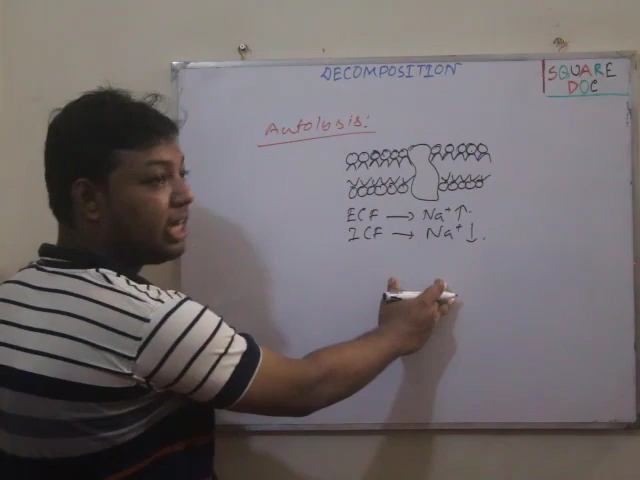 DECOMPOSITION
SQUARE
DOC
Autolysis:
ECF → Na+ ↑.
ICF → Na+ ↓.